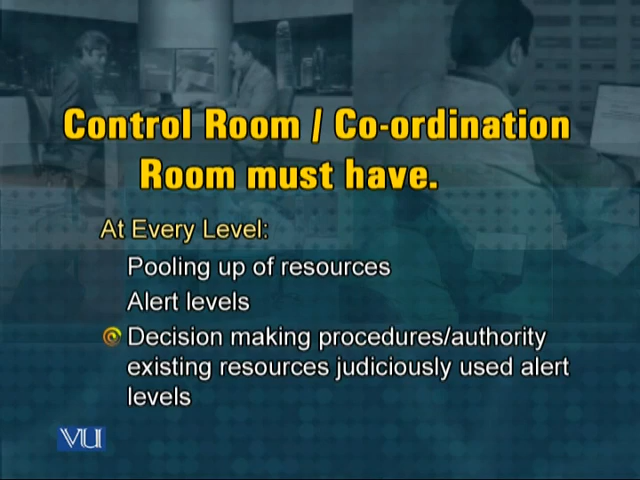 Control Room / Co-ordination
Room must have.
At Every Level:
Pooling up of resources
Alert levels
Decision making procedures/authority
existing resources judiciously used alert
levels
VU